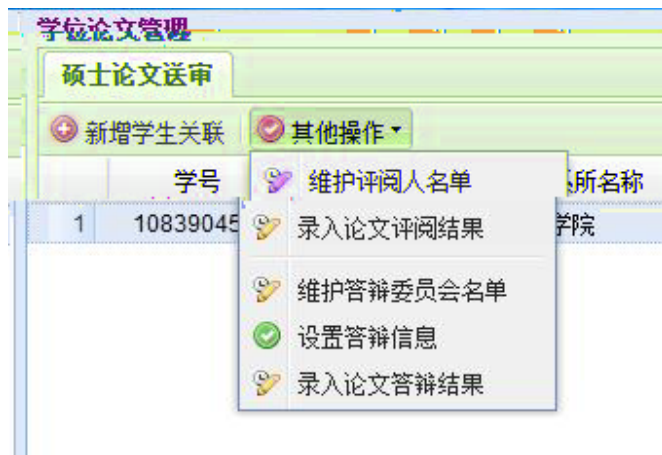 学位论文管理
硕士论文送审
新增学生关联 其他操作
学号 维护评阅人名单 所名称
1 10839045 录入论文评阅结果 学院
维护答辩委员会名单
设置答辩信息
录入论文答辩结果